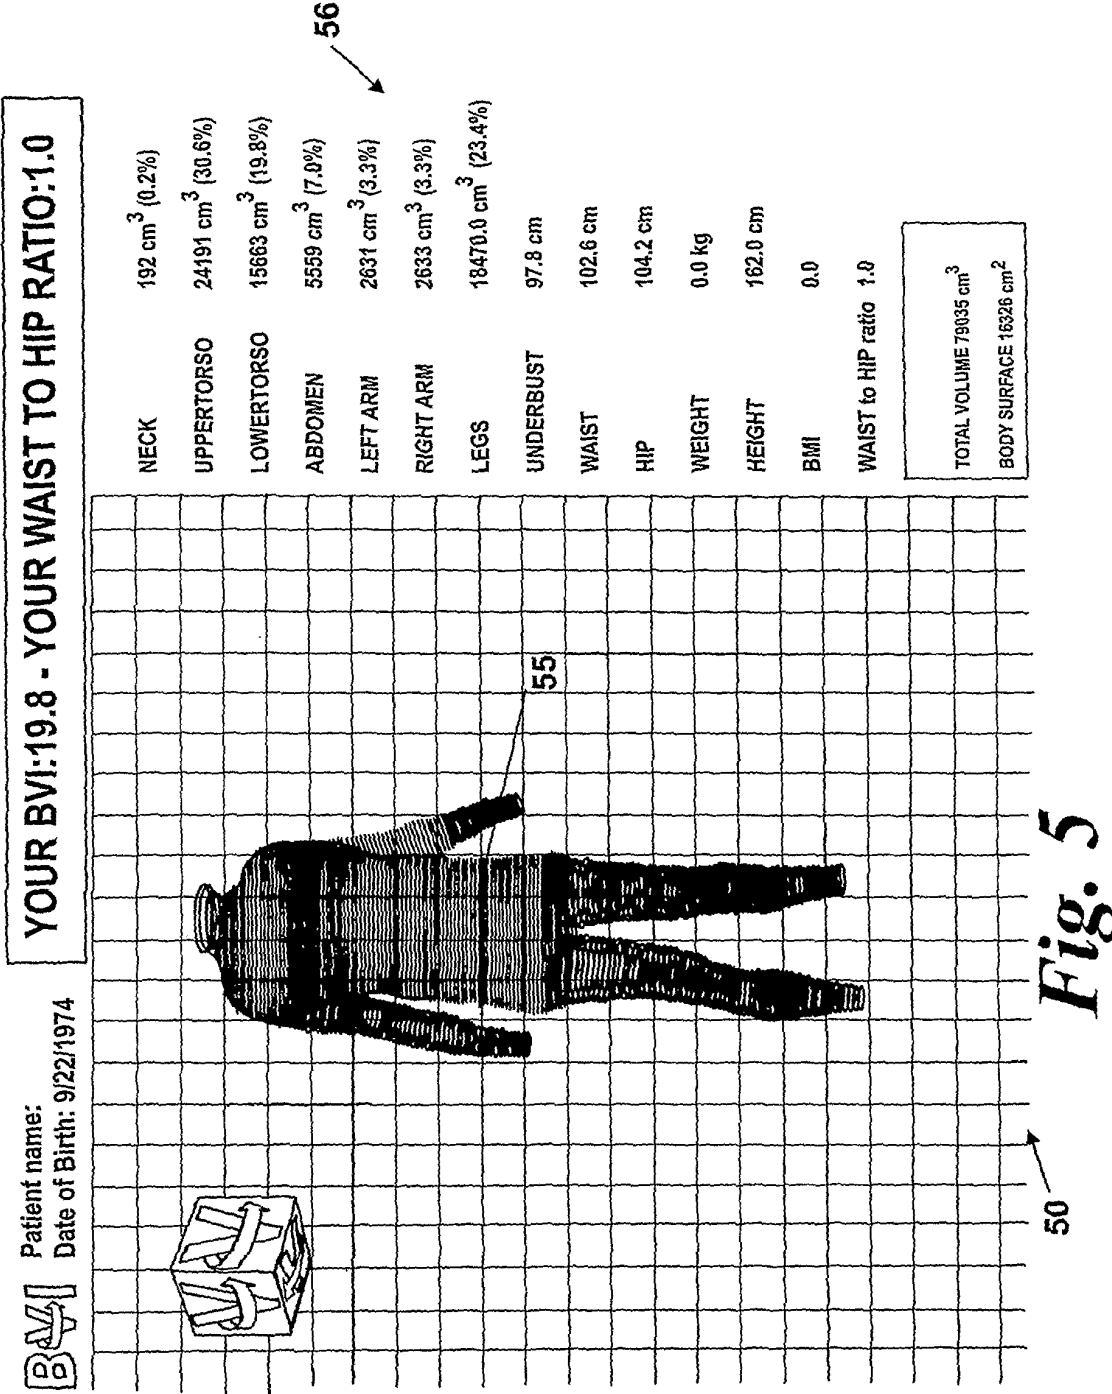 BVI
Patient name:
Date of Birth: 9/22/1974
YOUR BVI:19.8 - YOUR WAIST TO HIP RATIO:1.0
NECK 192 cm³ (0.2%)
UPPERTORSO 24191 cm³ (30.6%)
LOWERTORSO 15663 cm³ (19.8%)
ABDOMEN 5559 cm³ (7.0%)
LEFT ARM 2631 cm³ (3.3%)
RIGHT ARM 2633 cm³ (3.3%)
LEGS 18470.0 cm³ (23.4%)
UNDERBUST 97.8 cm
WAIST 102.6 cm
HIP 104.2 cm
WEIGHT 0.0 kg
HEIGHT 162.0 cm
BMI 0.0
WAIST to HIP ratio 1.0
TOTAL VOLUME 79035 cm³
BODY SURFACE 16326 cm²
56
55
50
Fig. 5